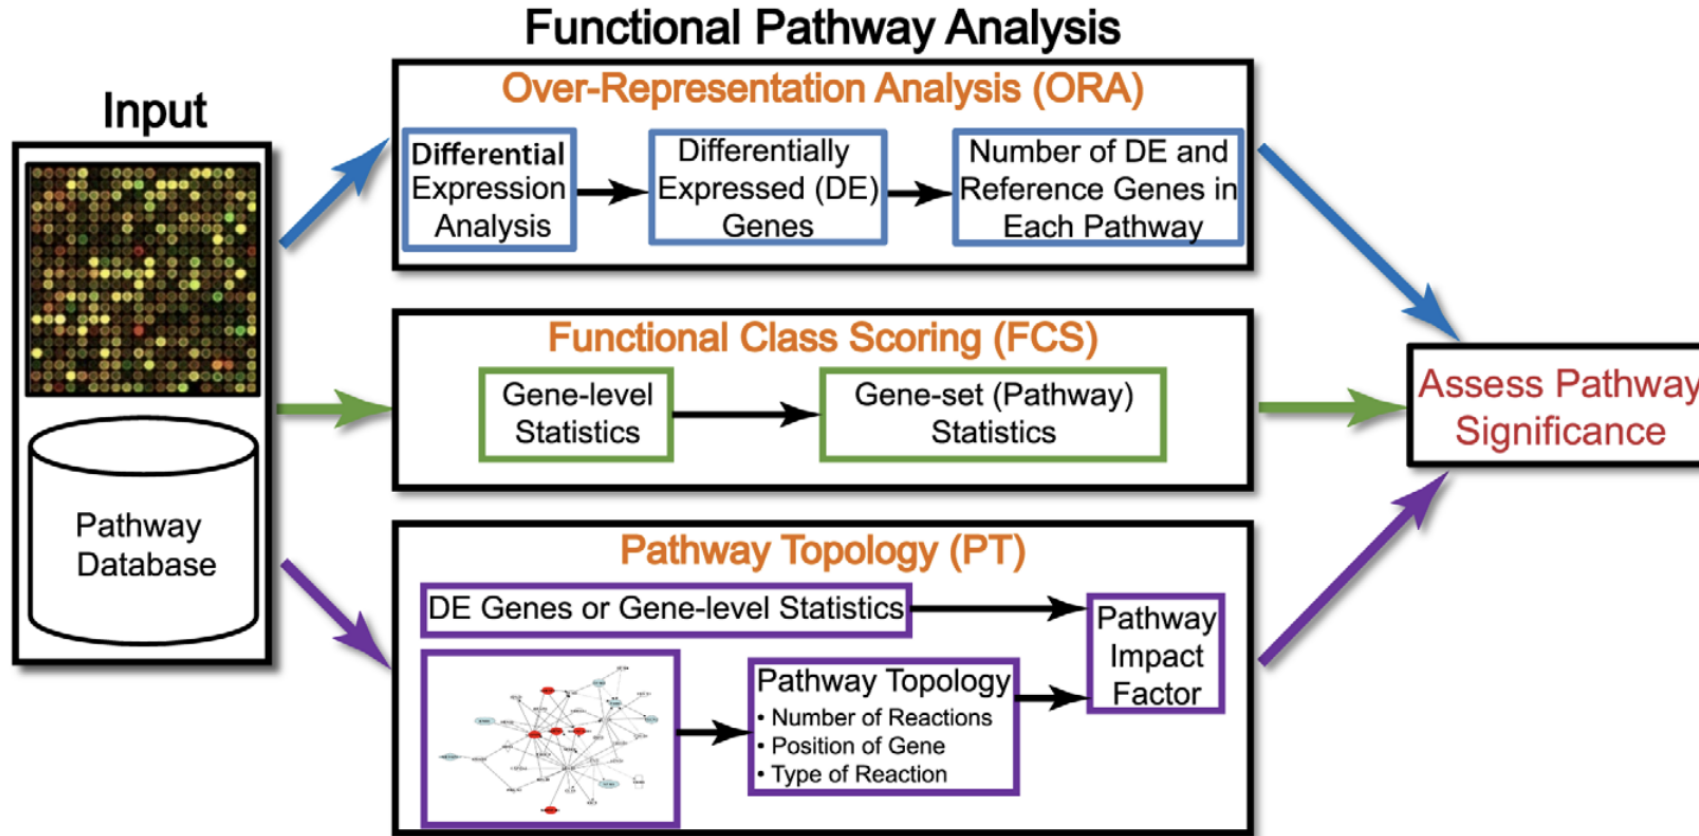 Functional Pathway Analysis
Input
Pathway
Database
Over-Representation Analysis (ORA)
Differential
Expression
Analysis
Differentially
Expressed (DE)
Genes
Number of DE and
Reference Genes in
Each Pathway
Functional Class Scoring (FCS)
Gene-level
Statistics
Gene-set (Pathway)
Statistics
Pathway Topology (PT)
DE Genes or Gene-level Statistics
Pathway Topology
• Number of Reactions
• Position of Gene
• Type of Reaction
Pathway
Impact
Factor
Assess Pathway
Significance